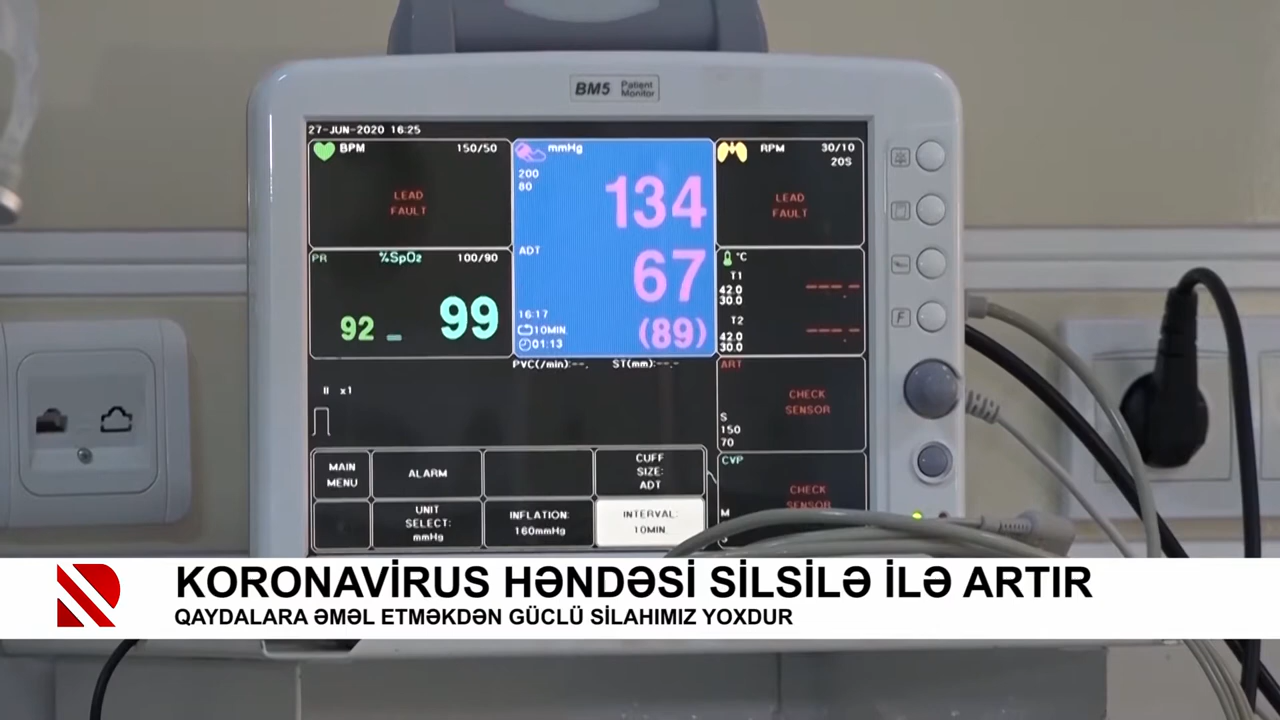 BM5 Patient Monitor
27-JUN-2020 16:25
BPM 150/50
LEAD
FAULT
mmHg
200
80
134
ADT
67
16:17
10MIN.
01:13
(89)
RPM 30/10
20S
LEAD
FAULT
PR %SpO2 100/90
92 99
°C
T1
42.0
30.0
---.-
T2
42.0
30.0
---.-
PVC(/min):--. ST(mm):--.-
II x1
ART
CHECK
SENSOR
S
150
70
CVP
CHECK
SENSOR
M
MAIN
MENU
ALARM
CUFF
SIZE:
ADT
UNIT
SELECT:
mmHg
INFLATION:
160mmHg
INTERVAL:
10MIN.
F
KORONAVİRUS HƏNDƏSİ SİLSİLƏ İLƏ ARTIR
QAYDALARA ƏMƏL ETMƏKDƏN GÜCLÜ SİLAHIMIZ YOXDUR